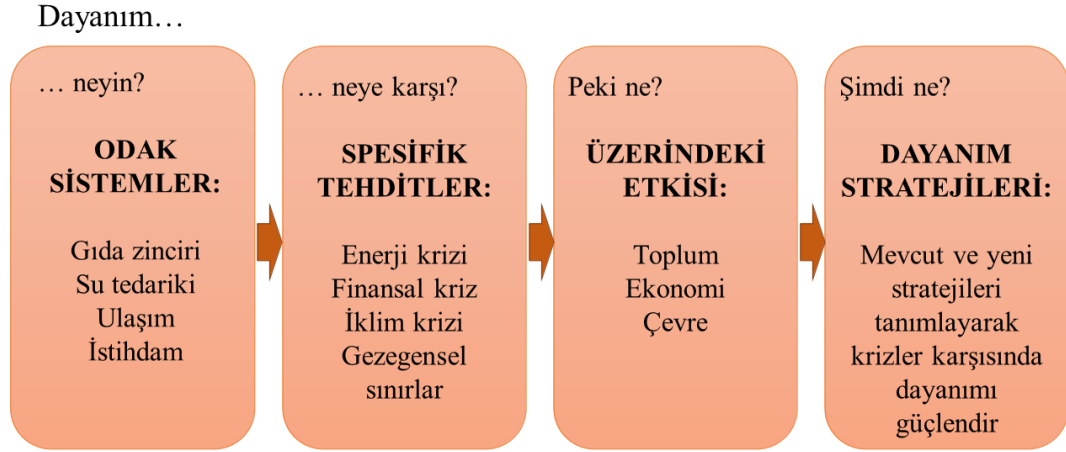 Dayanım…
… neyin?
ODAK
SİSTEMLER:
Gıda zinciri
Su tedariki
Ulaşım
İstihdam
… neye karşı?
SPESİFİK
TEHDİTLER:
Enerji krizi
Finansal kriz
İklim krizi
Gezegensel
sınırlar
Peki ne?
ÜZERİNDEKİ
ETKİSİ:
Toplum
Ekonomi
Çevre
Şimdi ne?
DAYANIM
STRATEJİLERİ:
Mevcut ve yeni
stratejileri
tanımlayarak
krizler karşısında
dayanımı
güçlendir